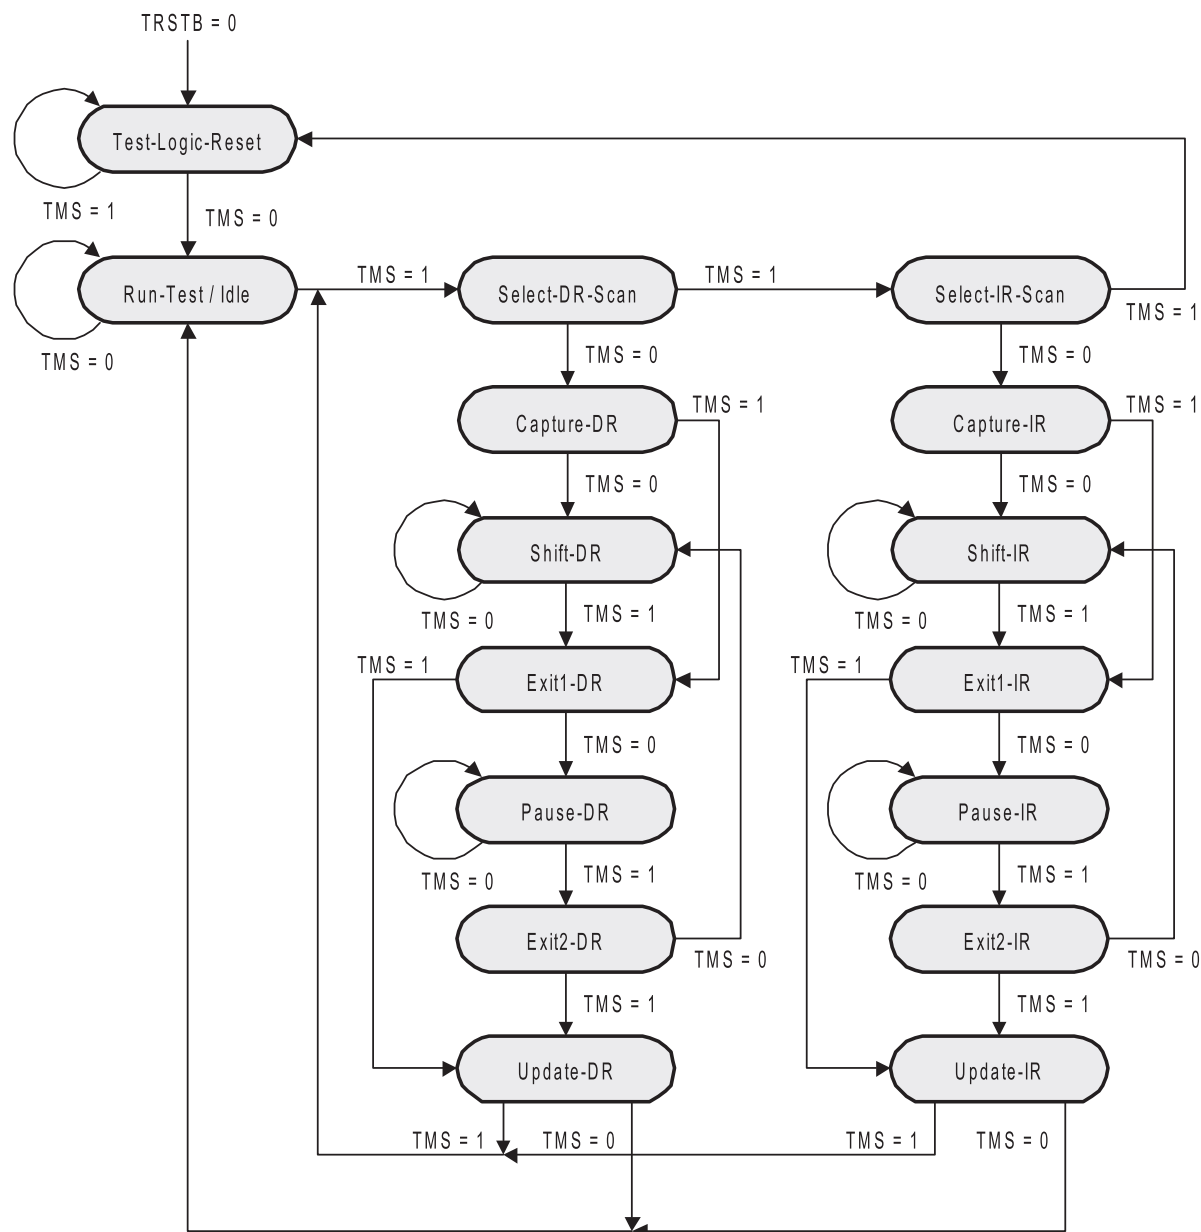 TRSTB = 0
Test-Logic-Reset
TMS = 1
TMS = 0
Run-Test / Idle
TMS = 1
Select-DR-Scan
TMS = 1
Select-IR-Scan
TMS = 1
TMS = 0
TMS = 0
TMS = 0
Capture-DR
TMS = 1
Capture-IR
TMS = 1
TMS = 0
TMS = 0
Shift-DR
Shift-IR
TMS = 0
TMS = 1
TMS = 0
TMS = 1
TMS = 1
Exit1-DR
TMS = 1
Exit1-IR
TMS = 0
TMS = 0
Pause-DR
Pause-IR
TMS = 0
TMS = 1
TMS = 0
TMS = 1
Exit2-DR
TMS = 0
Exit2-IR
TMS = 0
TMS = 1
TMS = 1
Update-DR
Update-IR
TMS = 1
TMS = 0
TMS = 1
TMS = 0